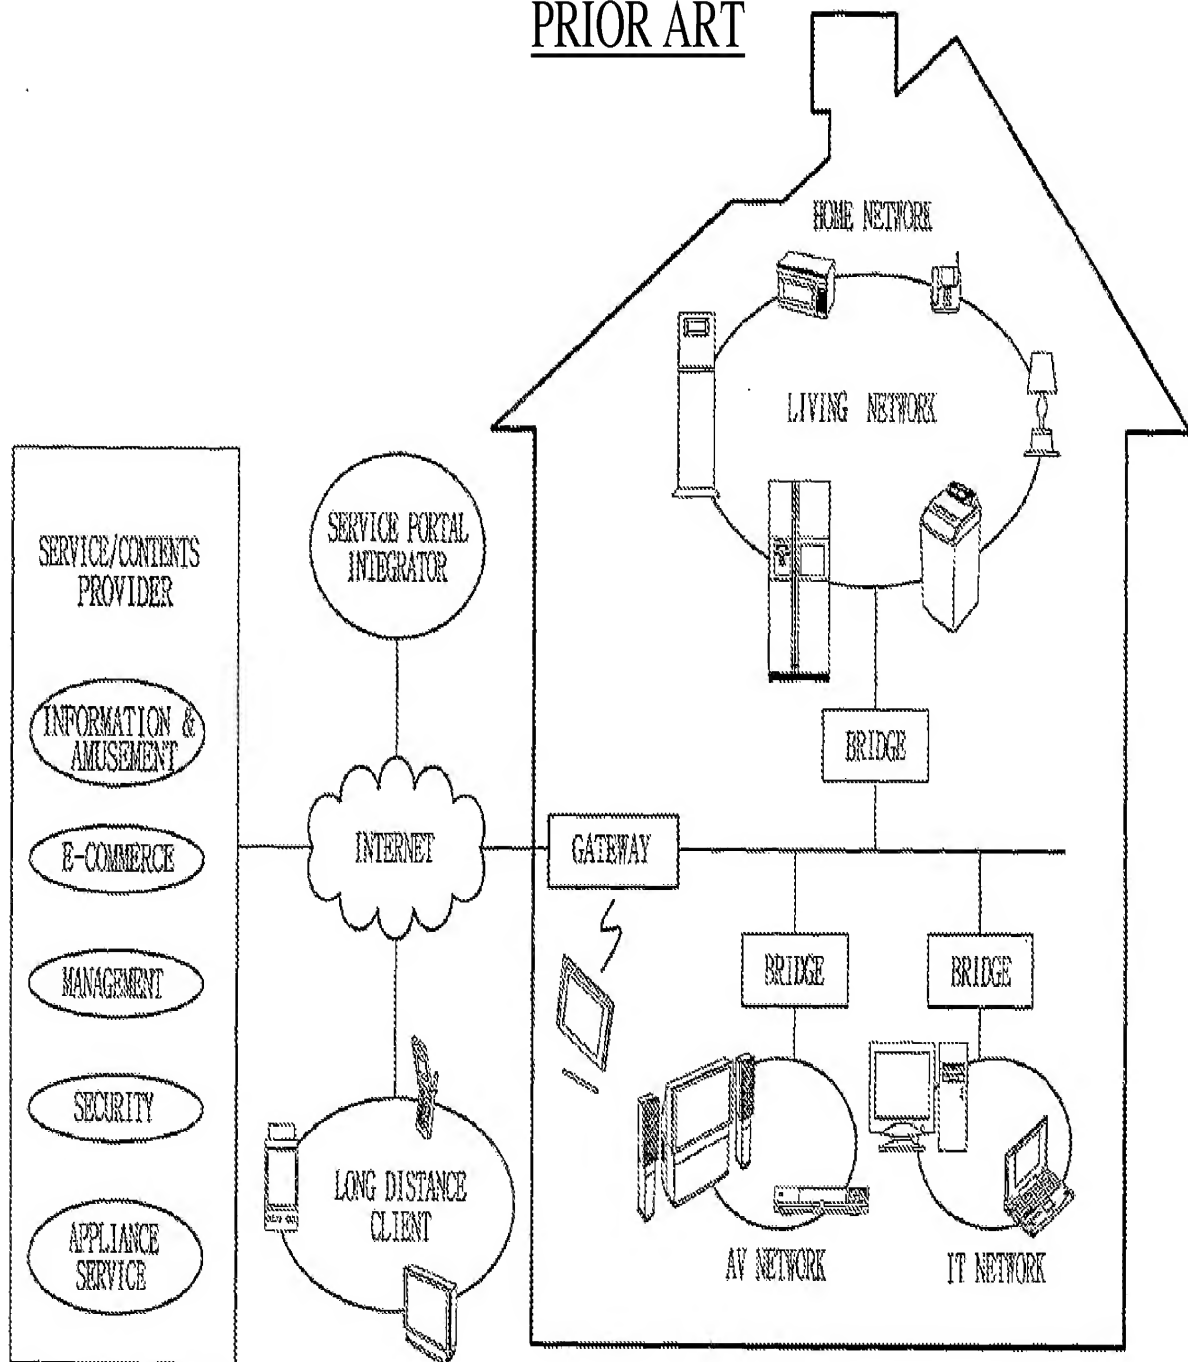 PRIOR ART
HOME NETWORK
LIVING NETWORK
SERVICE/CONTENTS
PROVIDER
INFORMATION &
AMUSEMENT
E-COMMERCE
MANAGEMENT
SECURITY
APPLIANCE
SERVICE
SERVICE PORTAL
INTEGRATOR
INTERNET
LONG DISTANCE
CLIENT
GATEWAY
BRIDGE
BRIDGE
BRIDGE
AV NETWORK
IT NETWORK